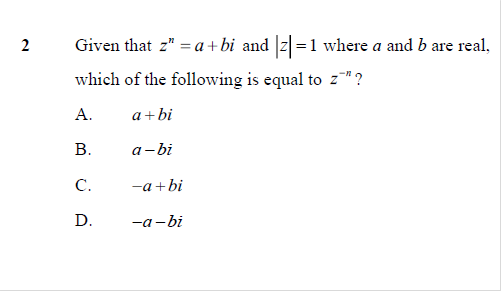 2 Given that zⁿ = a + bi and |z| = 1 where a and b are real,
which of the following is equal to z⁻ⁿ ?
A. a + bi
B. a − bi
C. −a + bi
D. −a − bi